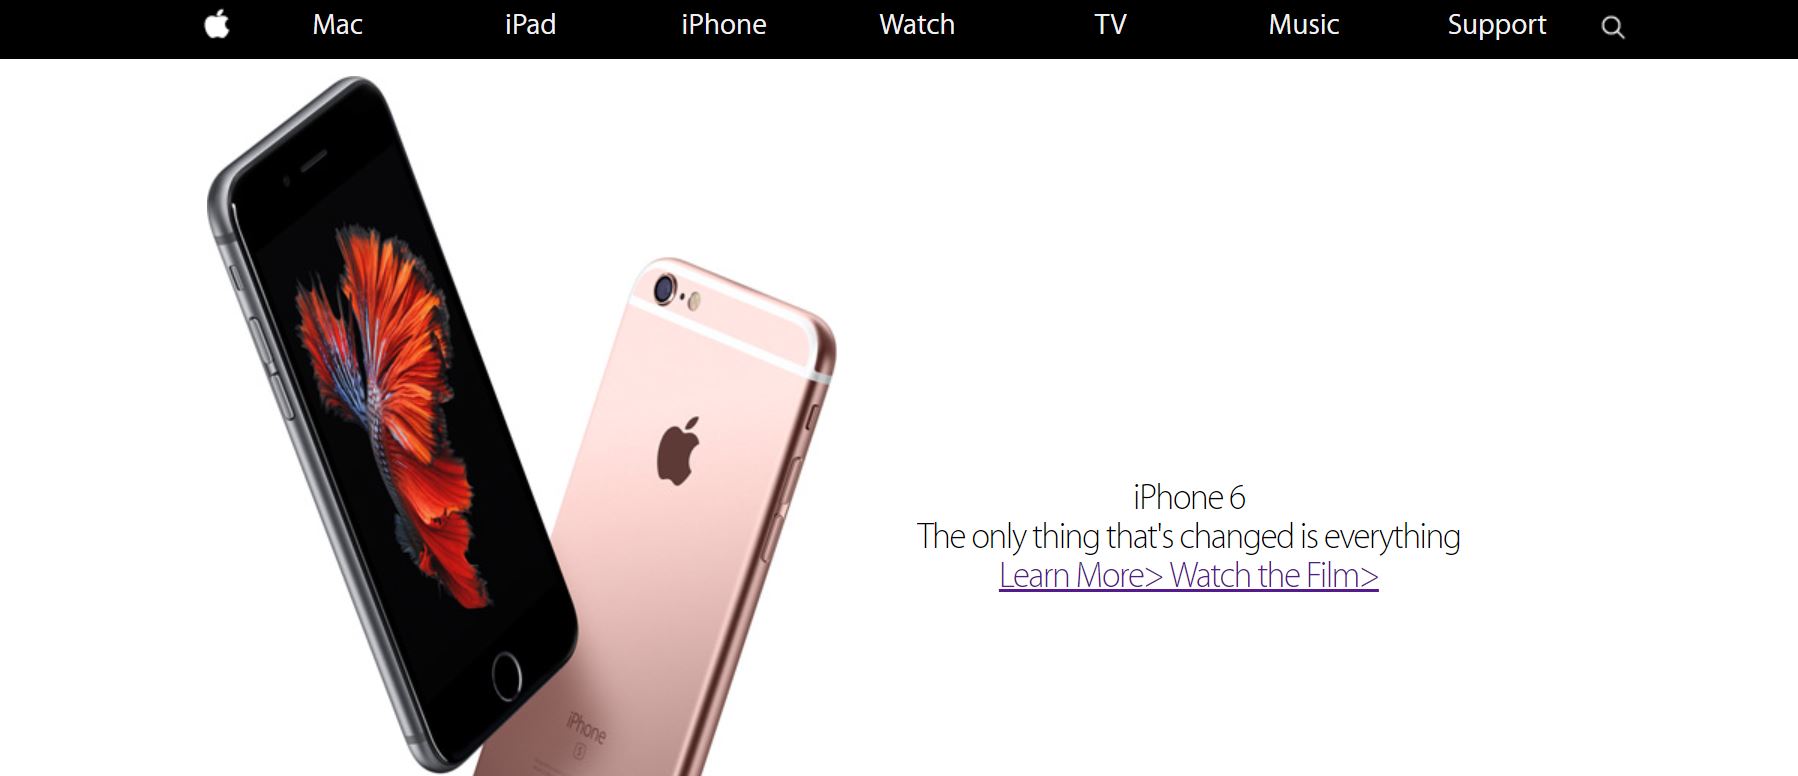 Mac iPad iPhone Watch TV Music Support
iPhone 6
The only thing that's changed is everything
Learn More> Watch the Film>
iPhone
S